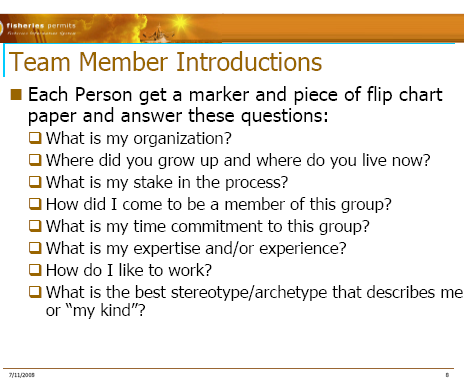 fisheries permits
Fisheries Information Group
Team Member Introductions
Each Person get a marker and piece of flip chart
paper and answer these questions:
What is my organization?
Where did you grow up and where do you live now?
What is my stake in the process?
How did I come to be a member of this group?
What is my time commitment to this group?
What is my expertise and/or experience?
How do I like to work?
What is the best stereotype/archetype that describes me
or “my kind”?
7/11/2008
8